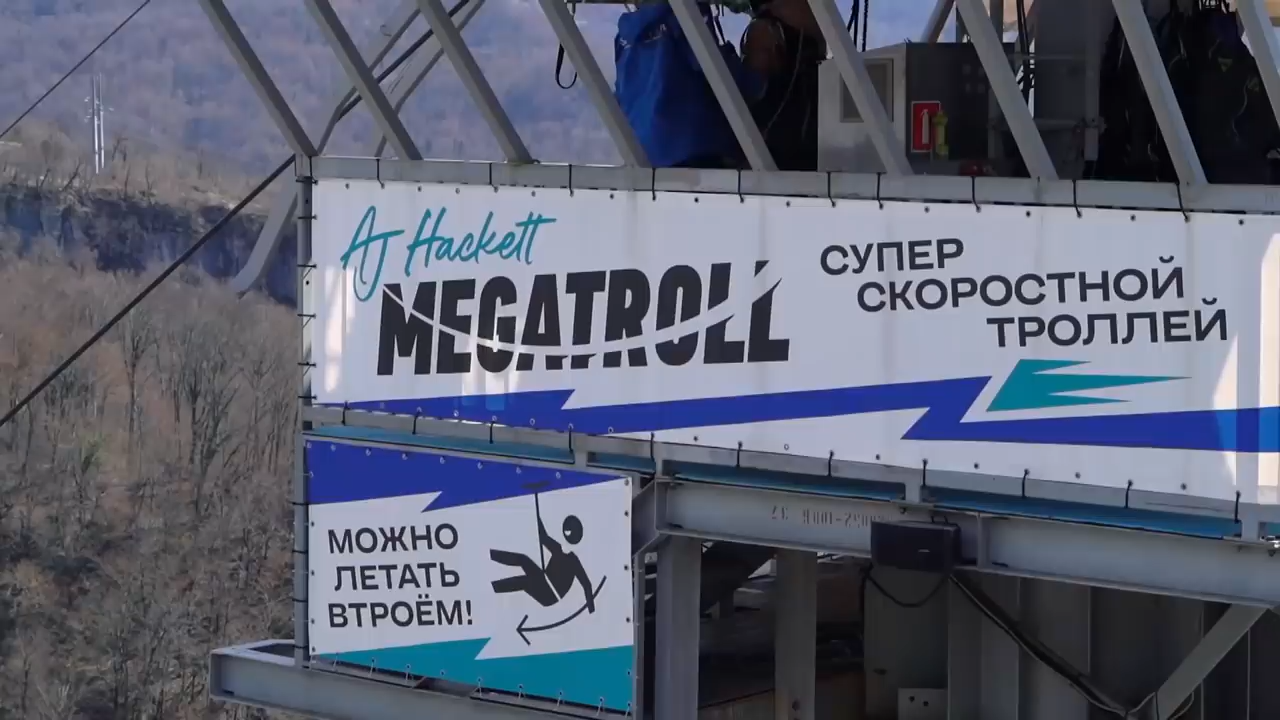 AJ Hackett
MEGATROLL
СУПЕР
СКОРОСТНОЙ
ТРОЛЛЕЙ
МОЖНО
ЛЕТАТЬ
ВТРОЁМ!